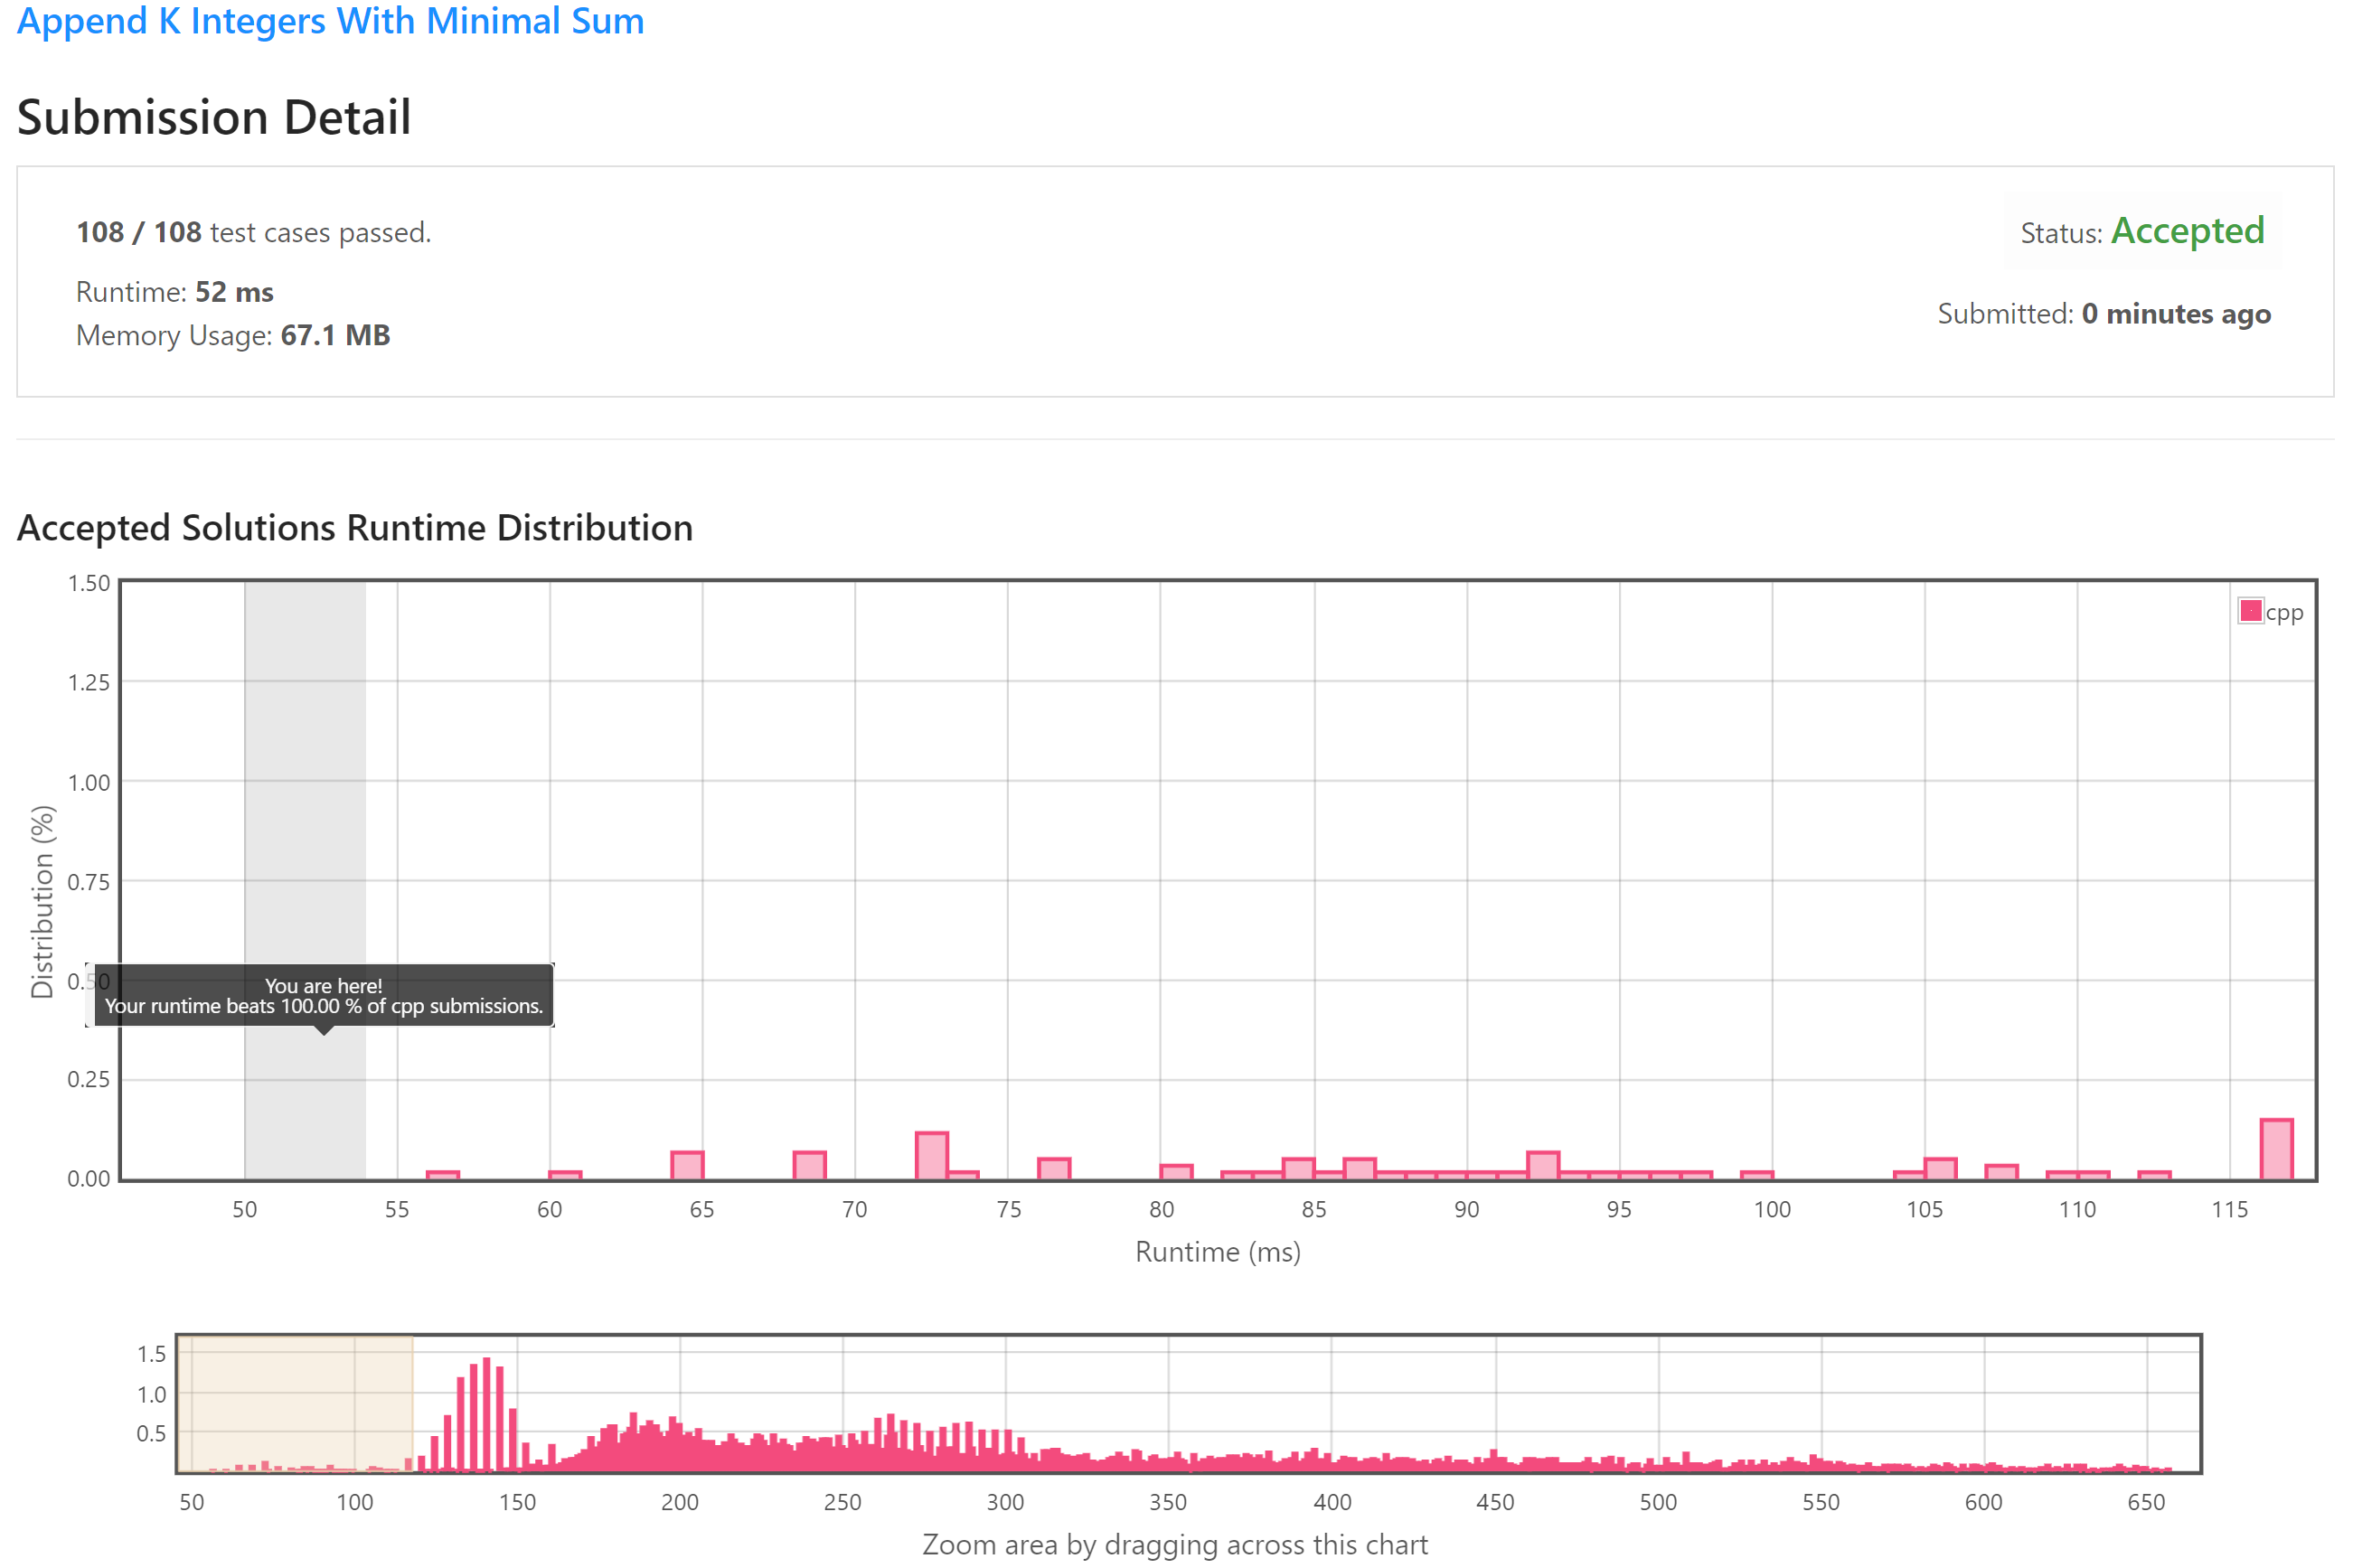 Append K Integers With Minimal Sum
Submission Detail
108 / 108 test cases passed.
Status: Accepted
Runtime: 52 ms
Memory Usage: 67.1 MB
Submitted: 0 minutes ago
Accepted Solutions Runtime Distribution
1.50
1.25
1.00
0.75
0.50
0.25
0.00
Distribution (%)
cpp
You are here!
Your runtime beats 100.00 % of cpp submissions.
50 55 60 65 70 75 80 85 90 95 100 105 110 115
Runtime (ms)
1.5
1.0
0.5
50 100 150 200 250 300 350 400 450 500 550 600 650
Zoom area by dragging across this chart